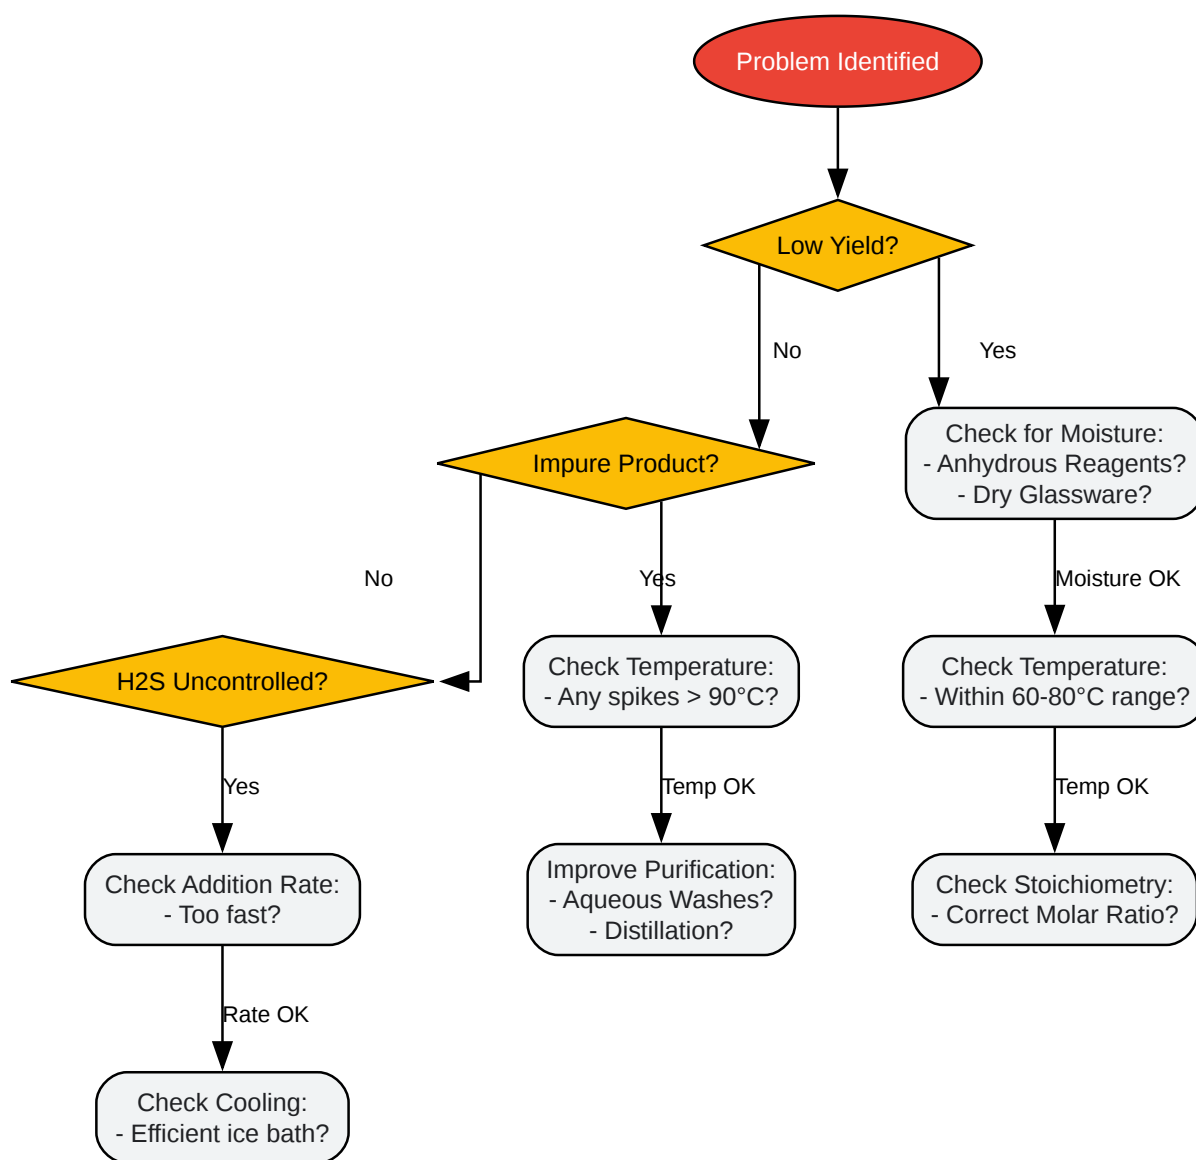 Problem Identified
Low Yield?
No
Yes
Check for Moisture:
- Anhydrous Reagents?
- Dry Glassware?
Impure Product?
No
Yes
Moisture OK
H2S Uncontrolled?
Check Temperature:
- Any spikes > 90°C?
Check Temperature:
- Within 60-80°C range?
Yes
Temp OK
Temp OK
Check Addition Rate:
- Too fast?
Improve Purification:
- Aqueous Washes?
- Distillation?
Check Stoichiometry:
- Correct Molar Ratio?
Rate OK
Check Cooling:
- Efficient ice bath?